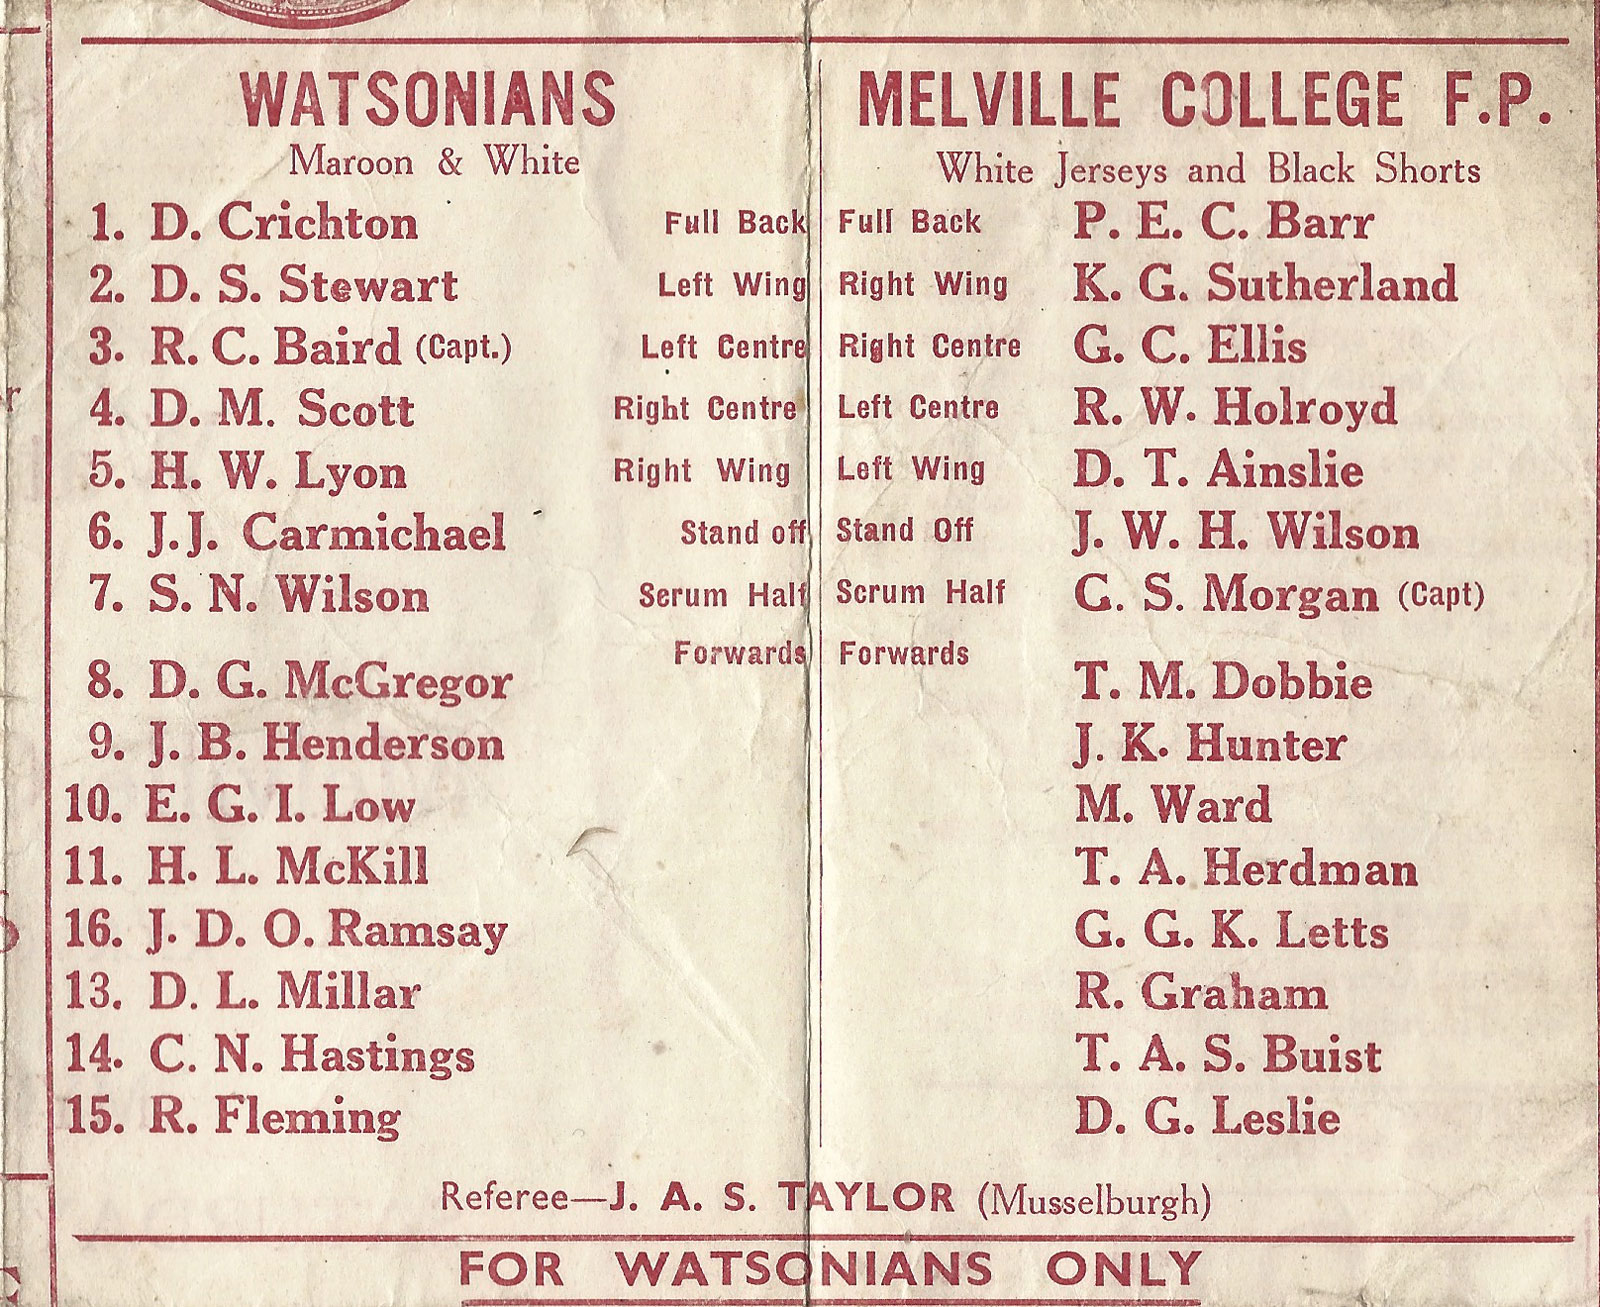 WATSONIANS
Maroon & White
1. D. Crichton Full Back
2. D. S. Stewart Left Wing
3. R. C. Baird (Capt.) Left Centre
4. D. M. Scott Right Centre
5. H. W. Lyon Right Wing
6. J. J. Carmichael Stand off
7. S. N. Wilson Serum Half
Forwards
8. D. G. McGregor
9. J. B. Henderson
10. E. G. I. Low
11. H. L. McKill
16. J. D. O. Ramsay
13. D. L. Millar
14. C. N. Hastings
15. R. Fleming
MELVILLE COLLEGE F.P.
White Jerseys and Black Shorts
Full Back P. E. C. Barr
Right Wing K. G. Sutherland
Right Centre G. C. Ellis
Left Centre R. W. Holroyd
Left Wing D. T. Ainslie
Stand Off J. W. H. Wilson
Scrum Half C. S. Morgan (Capt)
Forwards
T. M. Dobbie
J. K. Hunter
M. Ward
T. A. Herdman
G. G. K. Letts
R. Graham
T. A. S. Buist
D. G. Leslie
Referee—J. A. S. TAYLOR (Musselburgh)
FOR WATSONIANS ONLY